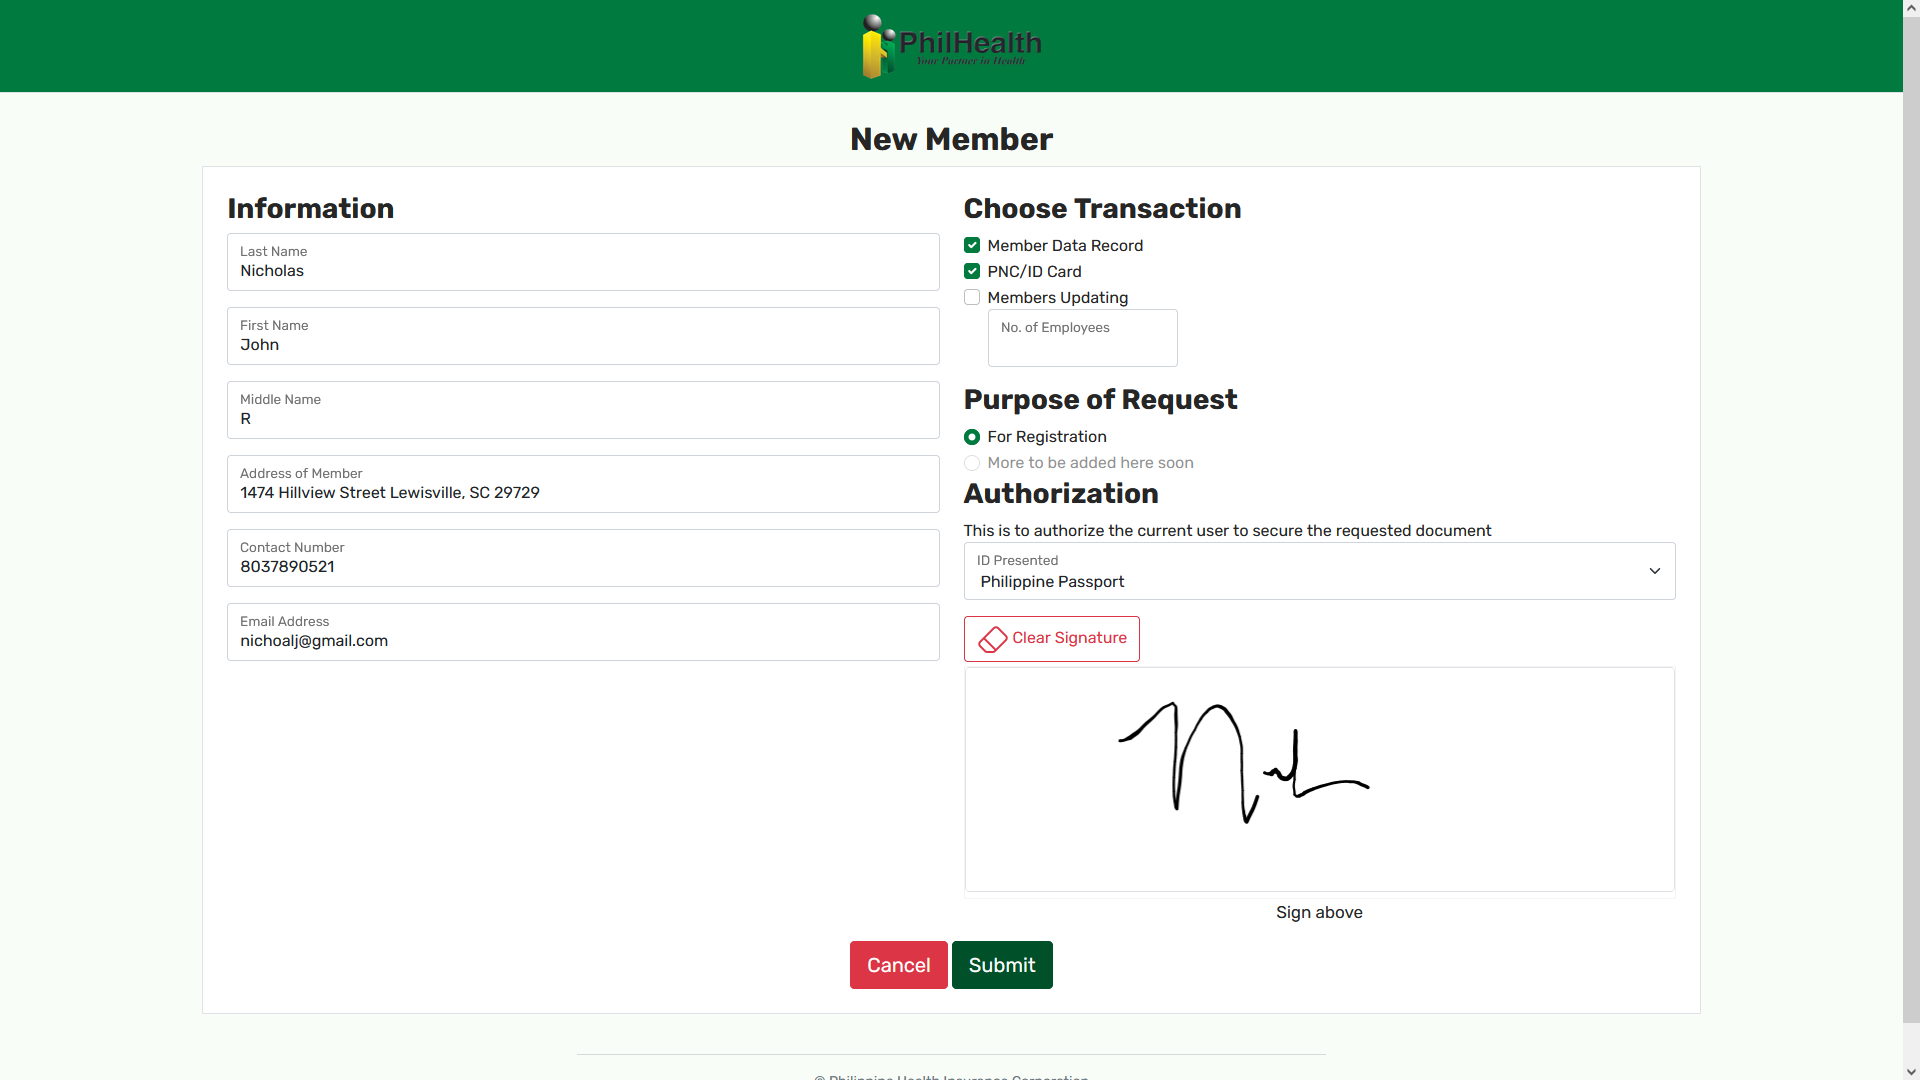 PhilHealth
Your Partner in Health
New Member
Information
Last Name
Nicholas
First Name
John
Middle Name
R
Address of Member
1474 Hillview Street Lewisville, SC 29729
Contact Number
8037890521
Email Address
nichoalj@gmail.com
Choose Transaction
Member Data Record
PNC/ID Card
Members Updating
No. of Employees
Purpose of Request
For Registration
More to be added here soon
Authorization
This is to authorize the current user to secure the requested document
ID Presented
Philippine Passport
Clear Signature
Sign above
Cancel
Submit
© Philippine Health Insurance Corporation